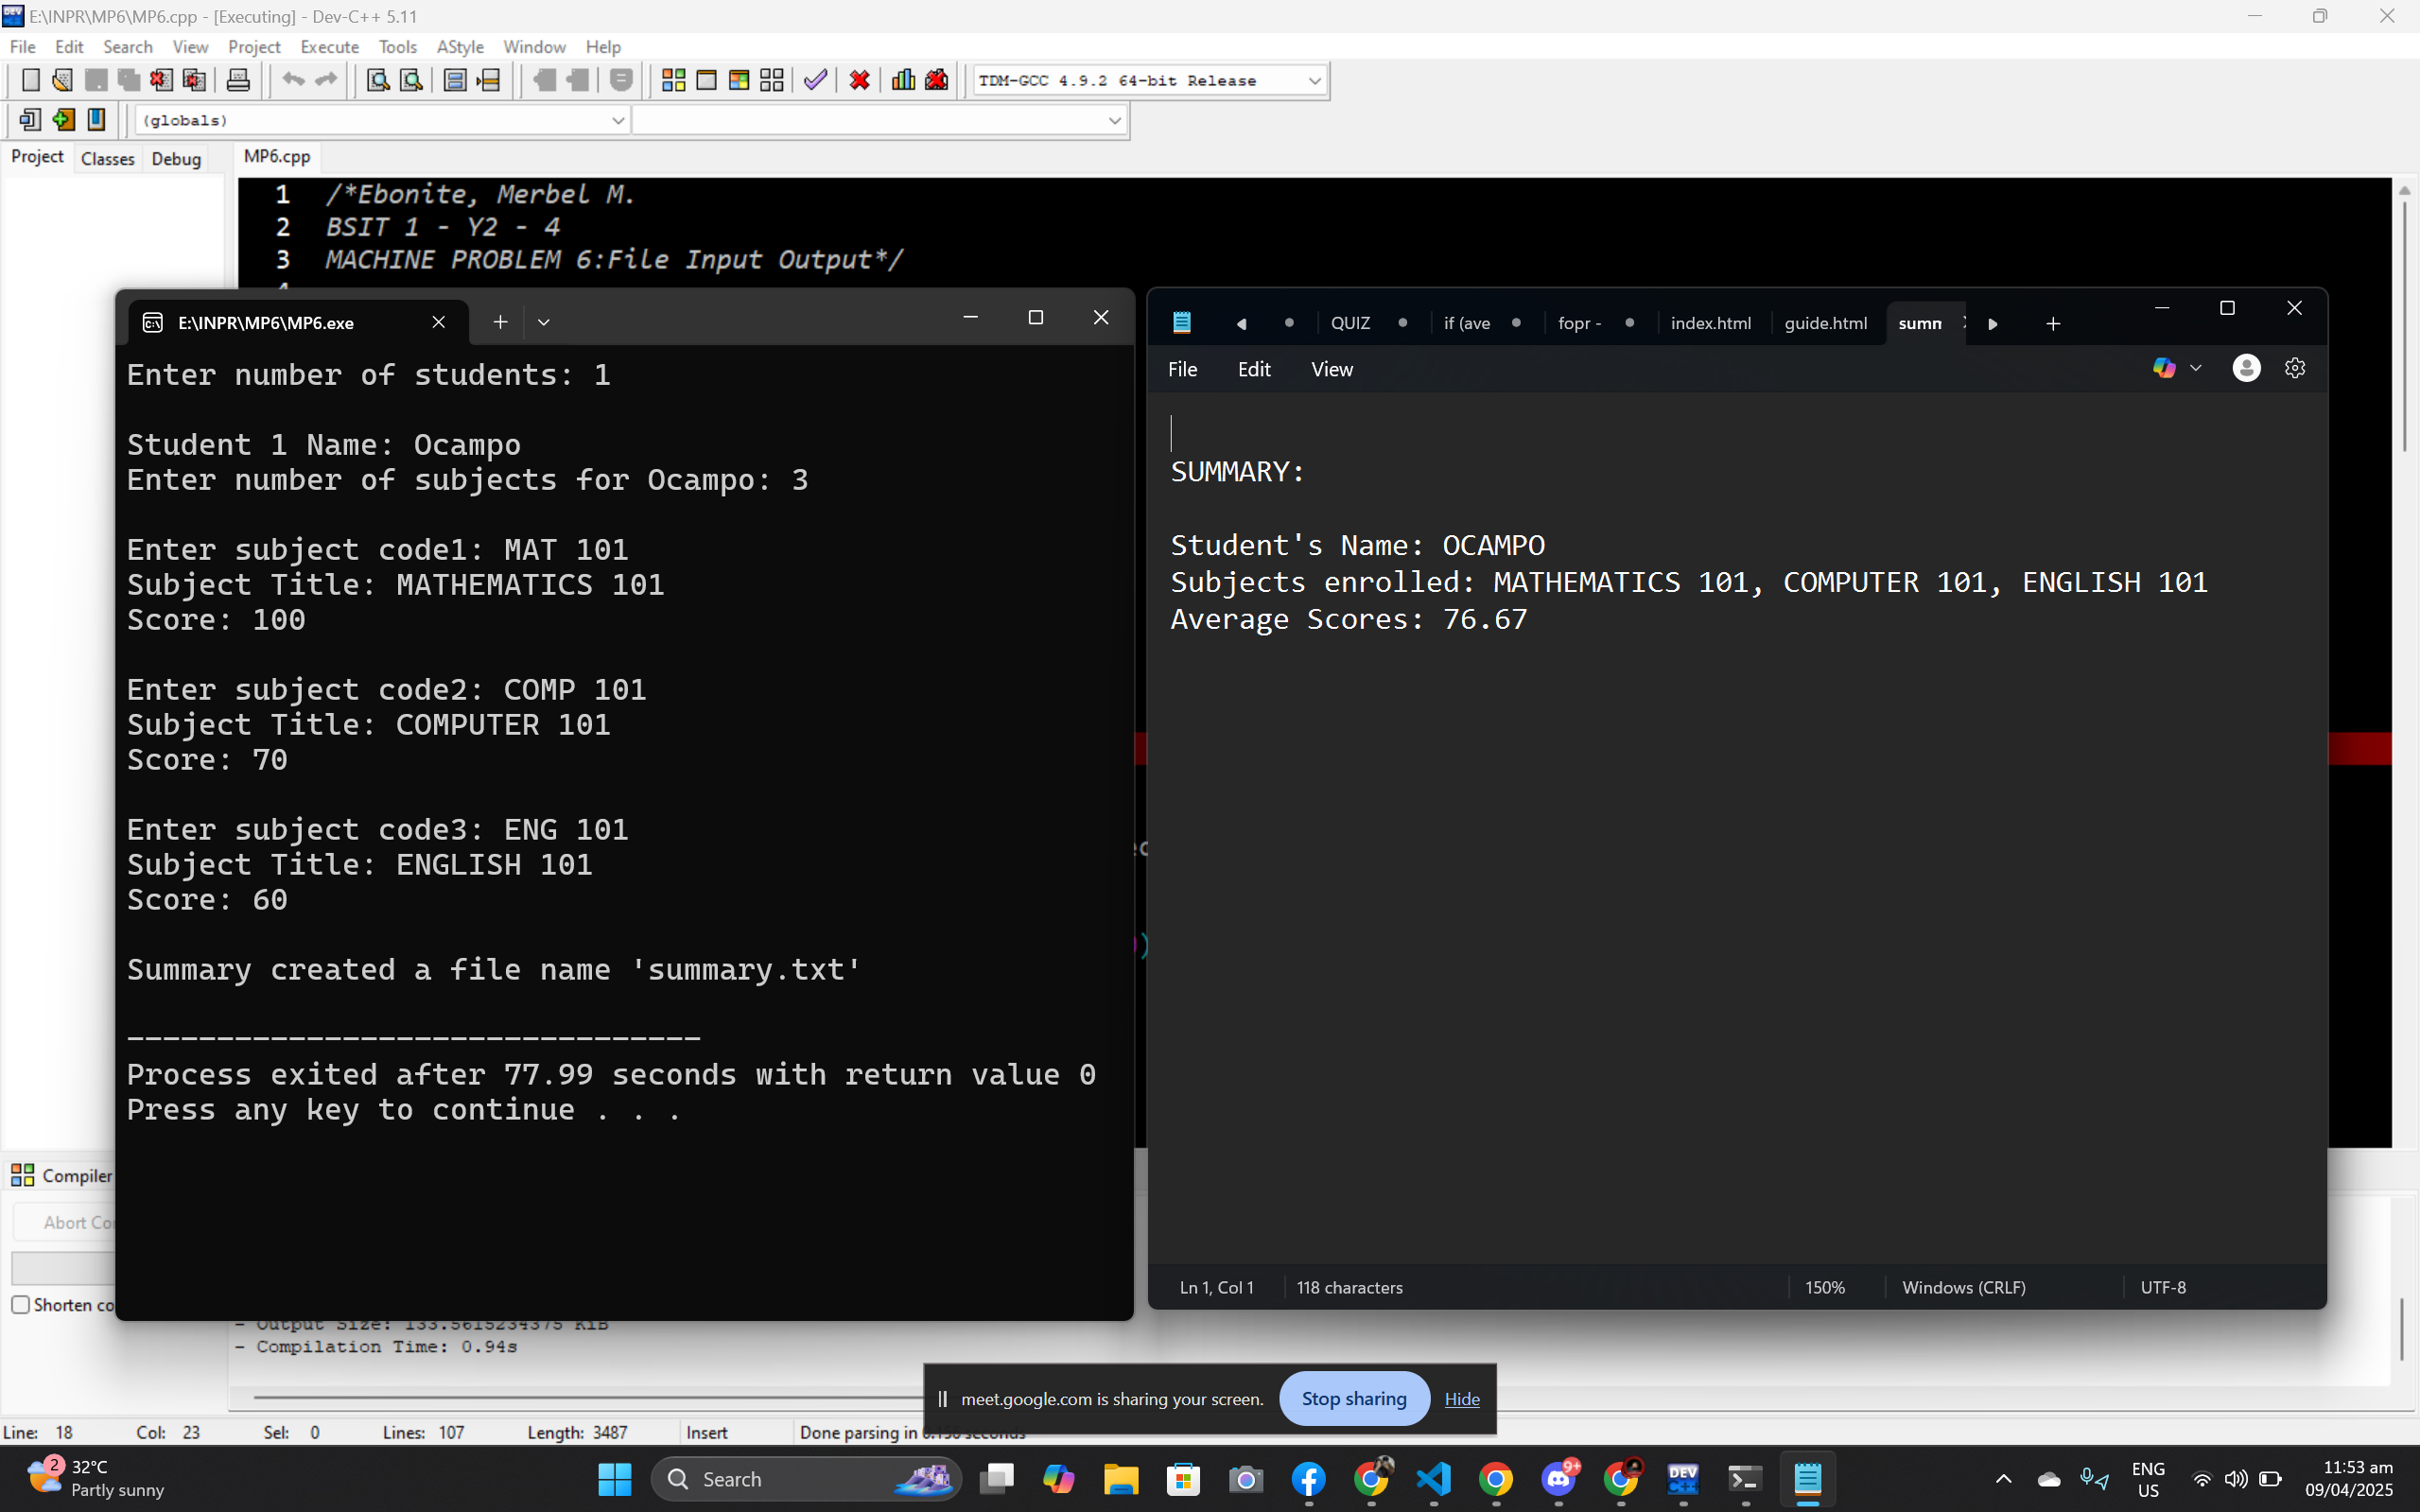 E:\INPR\MP6\MP6.cpp - [Executing] - Dev-C++ 5.11
File Edit Search View Project Execute Tools AStyle Window Help
TDM-GCC 4.9.2 64-bit Release
(globals)
Project Classes Debug MP6.cpp
1 /*Ebonite, Merbel M.
2 BSIT 1 - Y2 - 4
3 MACHINE PROBLEM 6:File Input Output*/
E:\INPR\MP6\MP6.exe
Enter number of students: 1
Student 1 Name: Ocampo
Enter number of subjects for Ocampo: 3
Enter subject code1: MAT 101
Subject Title: MATHEMATICS 101
Score: 100
Enter subject code2: COMP 101
Subject Title: COMPUTER 101
Score: 70
Enter subject code3: ENG 101
Subject Title: ENGLISH 101
Score: 60
Summary created a file name 'summary.txt'
--------------------------------
Process exited after 77.99 seconds with return value 0
Press any key to continue . . .
QUIZ if (ave fopr - index.html guide.html summ
File Edit View
SUMMARY:
Student's Name: OCAMPO
Subjects enrolled: MATHEMATICS 101, COMPUTER 101, ENGLISH 101
Average Scores: 76.67
Ln 1, Col 1 118 characters 150% Windows (CRLF) UTF-8
Compiler
Abort Co
Shorten co
- Output Size: 133.5615234375 KiB
- Compilation Time: 0.94s
meet.google.com is sharing your screen. Stop sharing Hide
Line: 18 Col: 23 Sel: 0 Lines: 107 Length: 3487 Insert Done parsing in
2 32°C
Partly sunny
Search
DEV
9+
ENG
US
11:53 am
09/04/2025